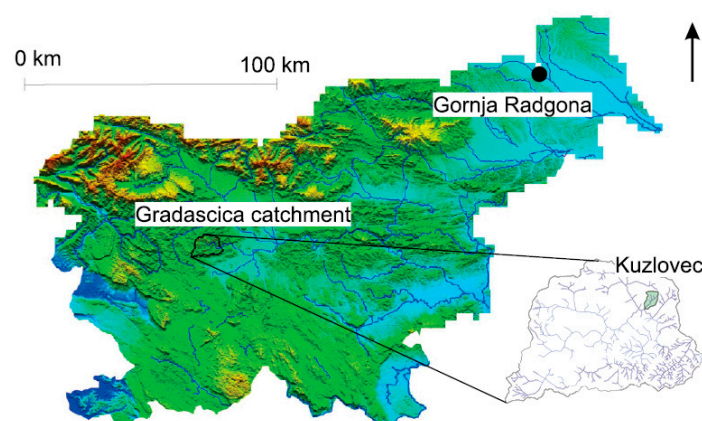 0 km
100 km
Gornja Radgona
Gradascica catchment
Kuzlovec